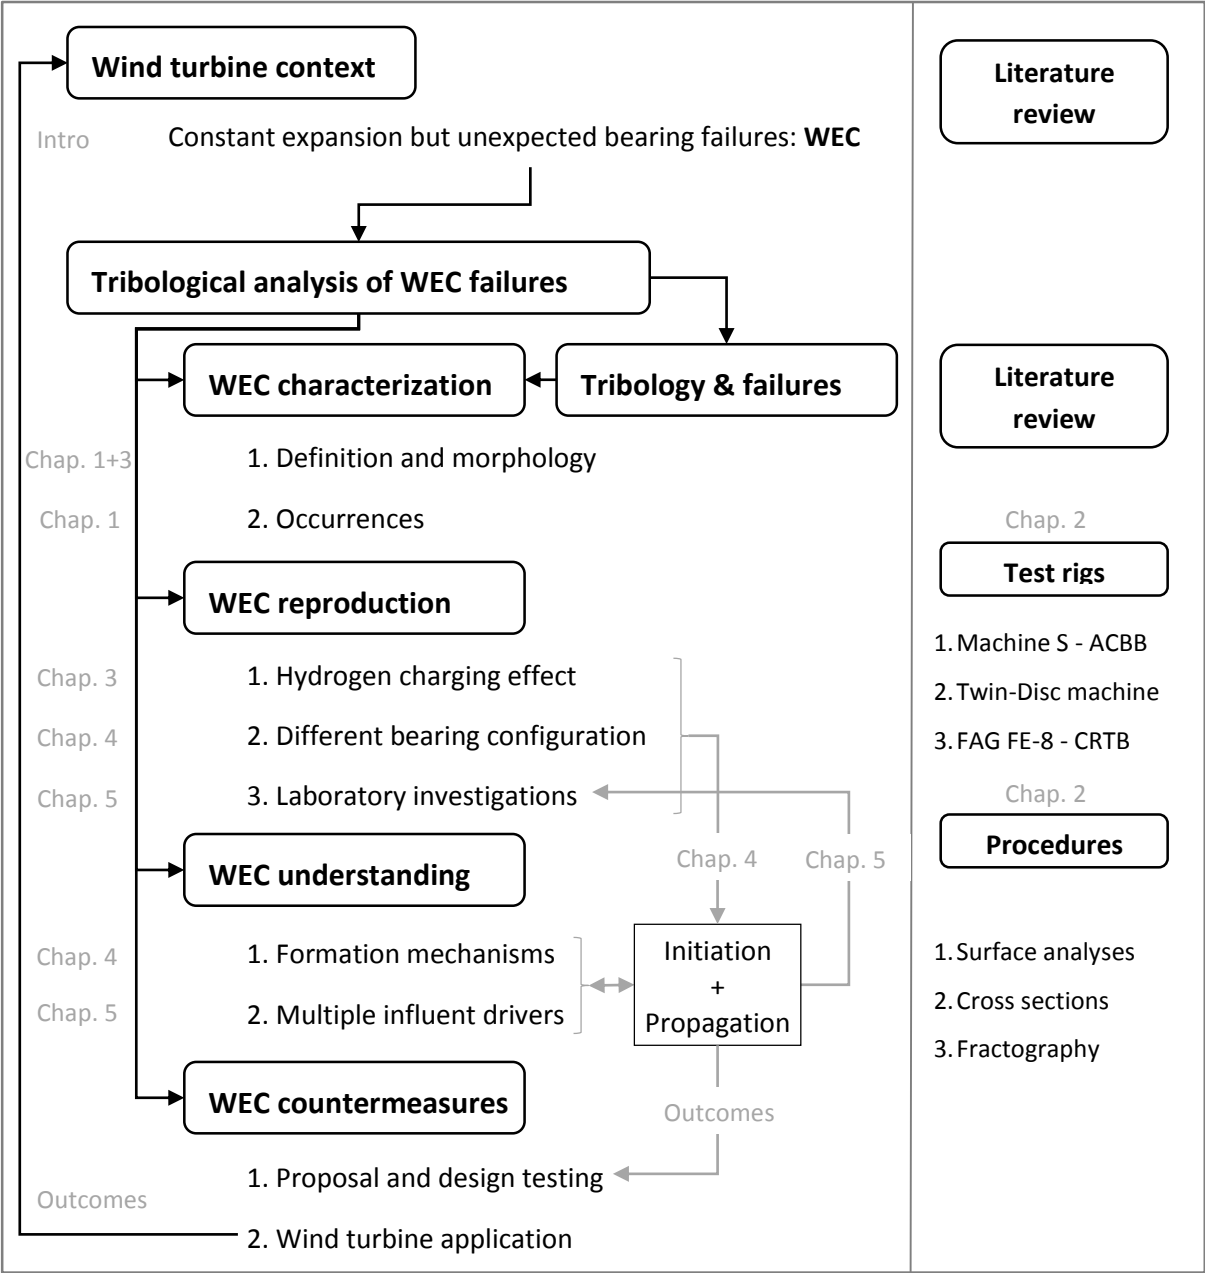 Wind turbine context
Intro
Constant expansion but unexpected bearing failures: WEC
Tribological analysis of WEC failures
WEC characterization
Tribology & failures
Chap. 1+3
1. Definition and morphology
Chap. 1
2. Occurrences
WEC reproduction
Chap. 3
1. Hydrogen charging effect
Chap. 4
2. Different bearing configuration
Chap. 5
3. Laboratory investigations
Chap. 4
Chap. 5
WEC understanding
Chap. 4
1. Formation mechanisms
Chap. 5
2. Multiple influent drivers
Initiation
+
Propagation
WEC countermeasures
Outcomes
1. Proposal and design testing
Outcomes
2. Wind turbine application
Literature
review
Literature
review
Chap. 2
Test rigs
1. Machine S - ACBB
2. Twin-Disc machine
3. FAG FE-8 - CRTB
Chap. 2
Procedures
1. Surface analyses
2. Cross sections
3. Fractography